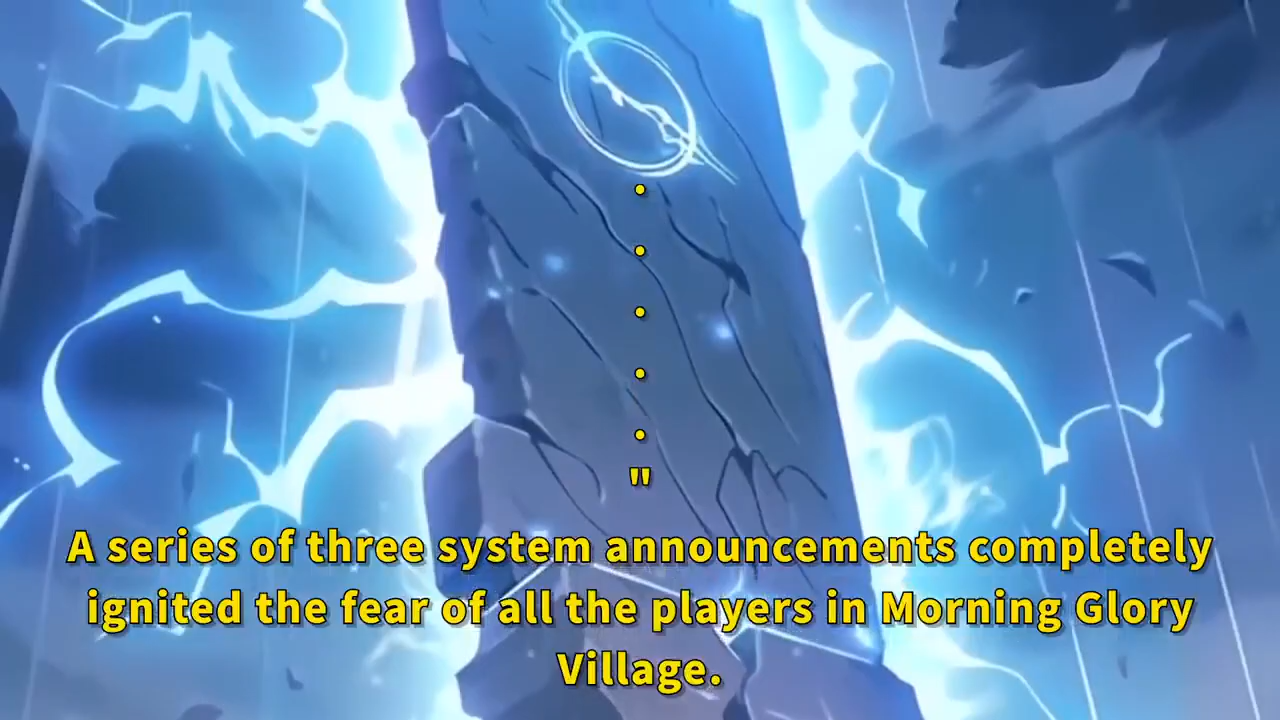 .
.
.
.
.
"
A series of three system announcements completely
ignited the fear of all the players in Morning Glory
Village.